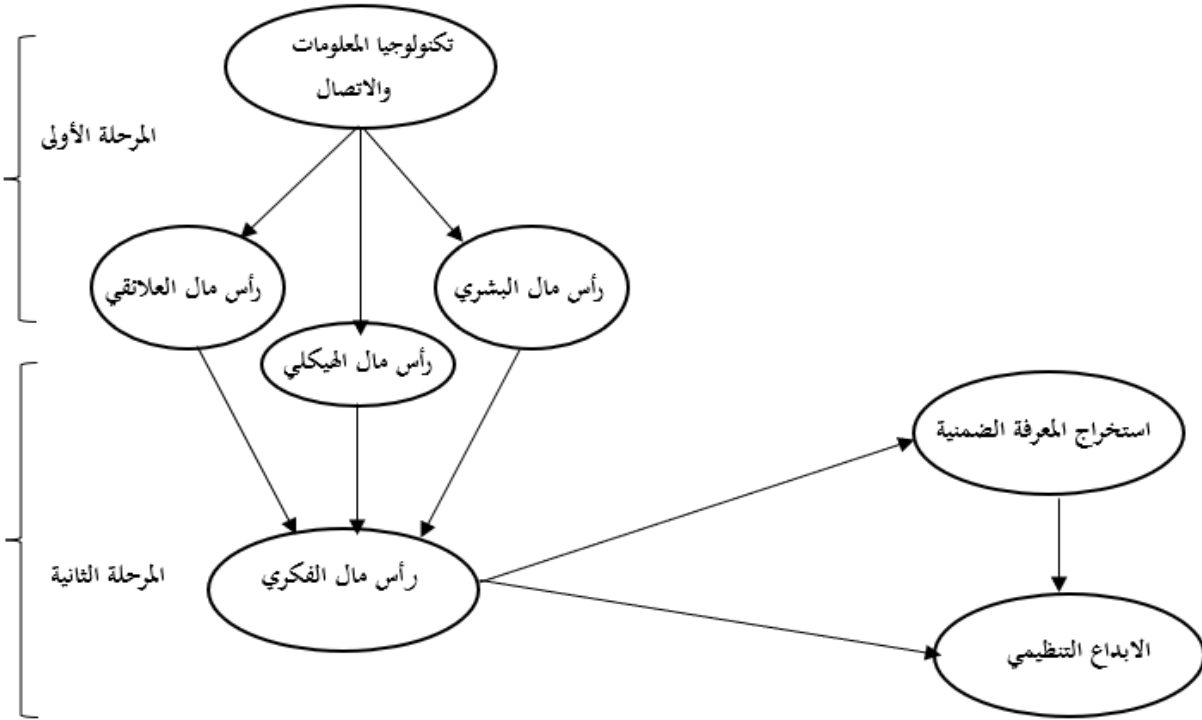 تكنولوجيا المعلومات
والاتصال
المرحلة الأولى
رأس مال البشري
رأس مال العلائقي
رأس مال الهيكلي
استخراج المعرفة الضمنية
رأس مال الفكري
المرحلة الثانية
الابداع التنظيمي